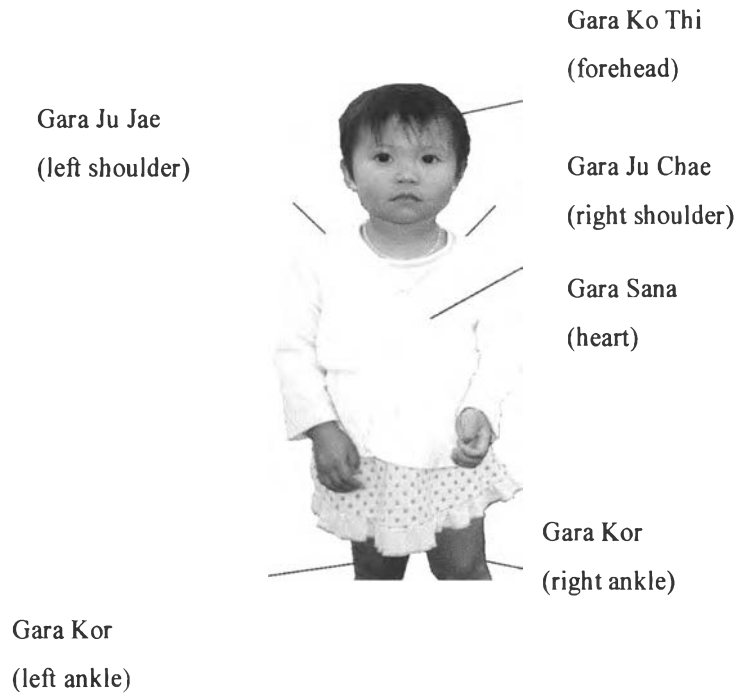 Gara Ko Thi
(forehead)
Gara Ju Jae
(left shoulder)
Gara Ju Chae
(right shoulder)
Gara Sana
(heart)
Gara Kor
(right ankle)
Gara Kor
(left ankle)